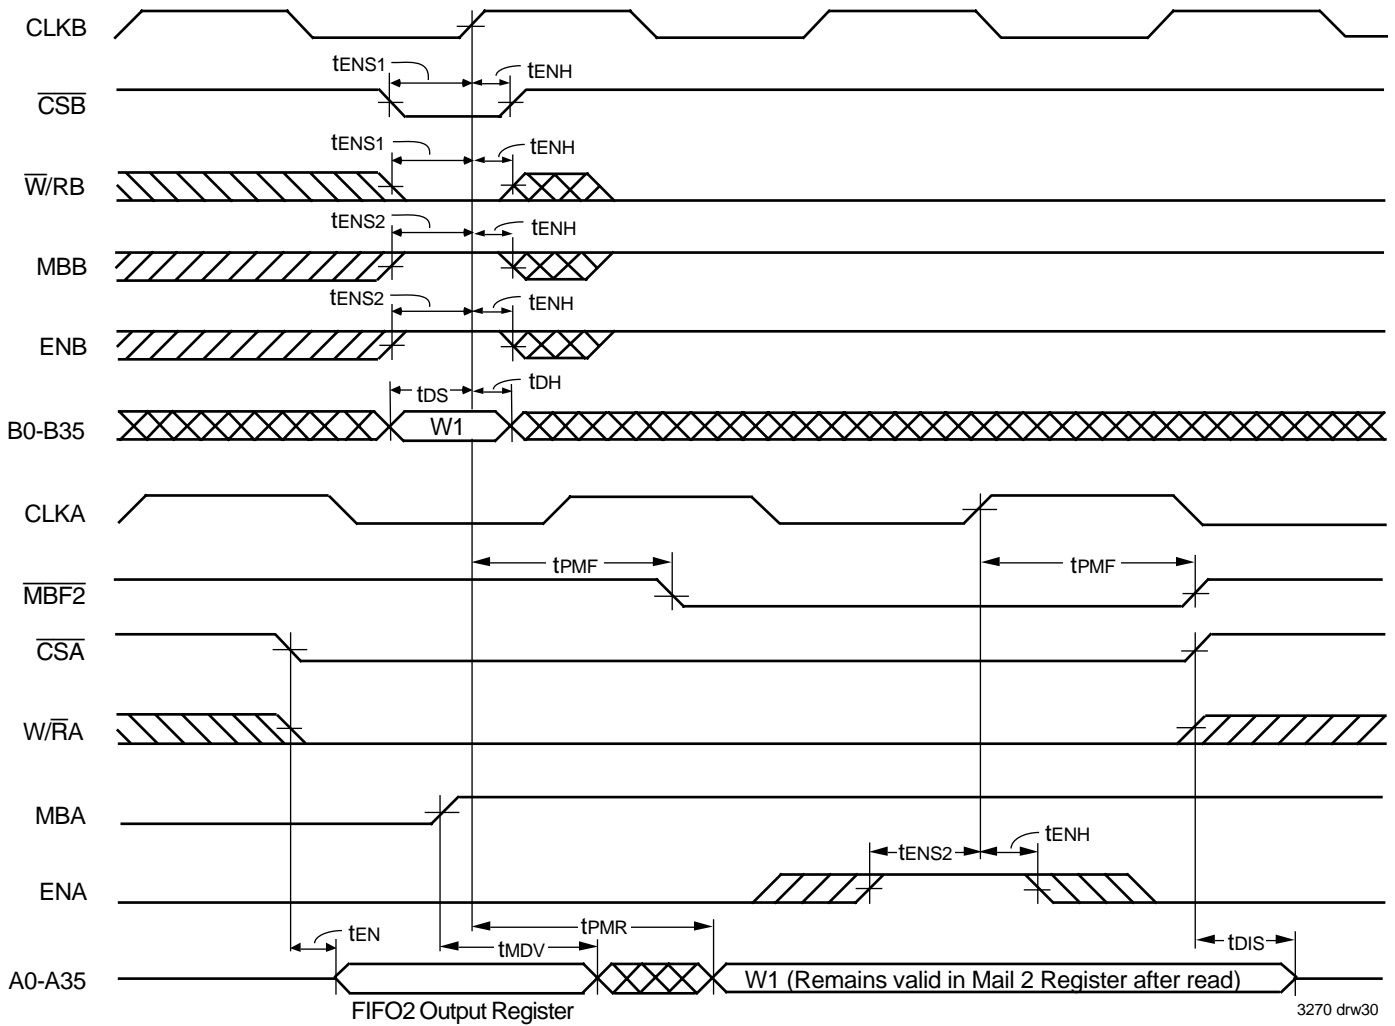 CLKB
tENS1
tENH
CSB
tENS1
tENH
W/RB
tENS2
tENH
MBB
tENS2
tENH
ENB
tDS
tDH
B0-B35
W1
CLKA
tPMF
tPMF
MBF2
CSA
W/RA
MBA
tENS2
tENH
ENA
tEN
tPMR
tMDV
tDIS
A0-A35
W1 (Remains valid in Mail 2 Register after read)
FIFO2 Output Register
3270 drw30